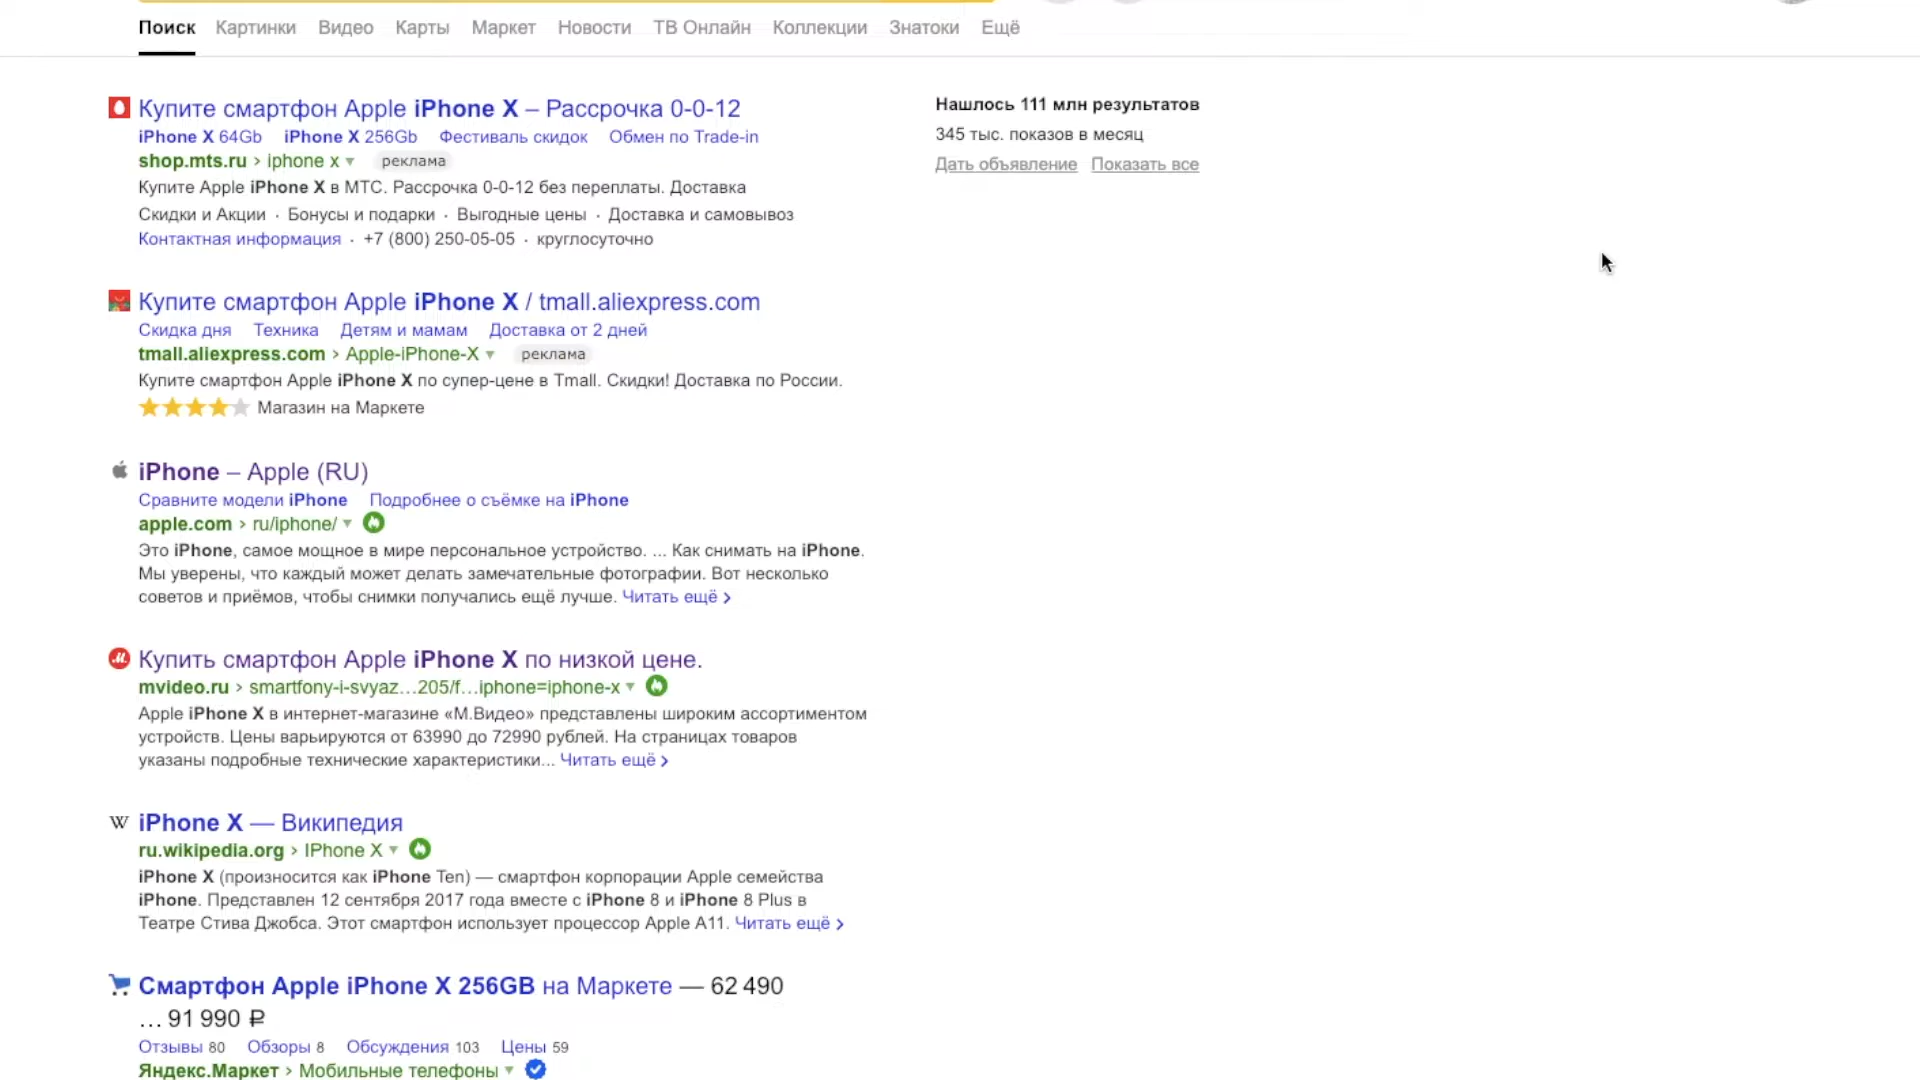 Поиск Картинки Видео Карты Маркет Новости ТВ Онлайн Коллекции Знатоки Ещё
Купите смартфон Apple iPhone X – Рассрочка 0-0-12
iPhone X 64Gb iPhone X 256Gb Фестиваль скидок Обмен по Trade-in
shop.mts.ru › iphone x реклама
Купите Apple iPhone X в МТС. Рассрочка 0-0-12 без переплаты. Доставка
Скидки и Акции · Бонусы и подарки · Выгодные цены · Доставка и самовывоз
Контактная информация · +7 (800) 250-05-05 · круглосуточно
Купите смартфон Apple iPhone X / tmall.aliexpress.com
Скидка дня Техника Детям и мамам Доставка от 2 дней
tmall.aliexpress.com › Apple-iPhone-X реклама
Купите смартфон Apple iPhone X по супер-цене в Tmall. Скидки! Доставка по России.
Магазин на Маркете
iPhone – Apple (RU)
Сравните модели iPhone Подробнее о съёмке на iPhone
apple.com › ru/iphone/
Это iPhone, самое мощное в мире персональное устройство. ... Как снимать на iPhone.
Мы уверены, что каждый может делать замечательные фотографии. Вот несколько
советов и приёмов, чтобы снимки получались ещё лучше. Читать ещё ›
Купить смартфон Apple iPhone X по низкой цене.
mvideo.ru › smartfony-i-svyaz…205/f…iphone=iphone-x
Apple iPhone X в интернет-магазине «М.Видео» представлены широким ассортиментом
устройств. Цены варьируются от 63990 до 72990 рублей. На страницах товаров
указаны подробные технические характеристики... Читать ещё ›
W iPhone X — Википедия
ru.wikipedia.org › IPhone X
iPhone X (произносится как iPhone Ten) — смартфон корпорации Apple семейства
iPhone. Представлен 12 сентября 2017 года вместе с iPhone 8 и iPhone 8 Plus в
Театре Стива Джобса. Этот смартфон использует процессор Apple A11. Читать ещё ›
Смартфон Apple iPhone X 256GB на Маркете — 62 490
… 91 990 ₽
Отзывы 80 Обзоры 8 Обсуждения 103 Цены 59
Яндекс.Маркет › Мобильные телефоны
Нашлось 111 млн результатов
345 тыс. показов в месяц
Дать объявление Показать все